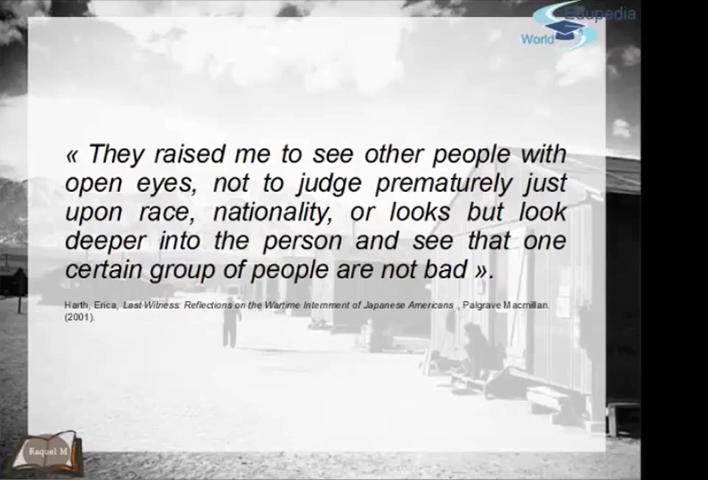 Edupedia
World
« They raised me to see other people with
open eyes, not to judge prematurely just
upon race, nationality, or looks but look
deeper into the person and see that one
certain group of people are not bad ».
Harth, Erica, Last Witness: Reflections on the Wartime Internment of Japanese Americans , Palgrave Macmillan.
(2001).
Raquel M